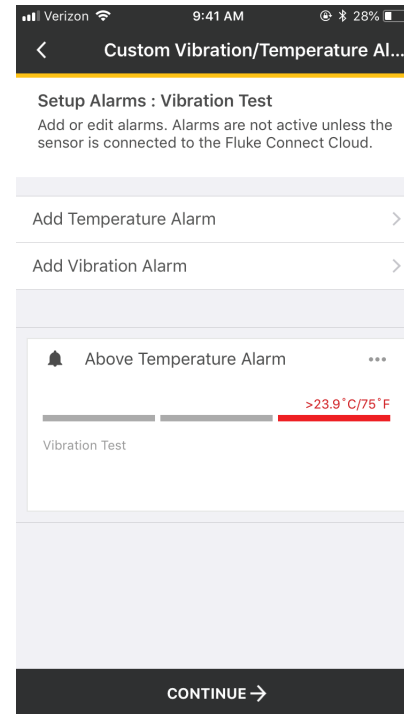 Verizon 9:41 AM 28%
Custom Vibration/Temperature Al...
Setup Alarms : Vibration Test
Add or edit alarms. Alarms are not active unless the
sensor is connected to the Fluke Connect Cloud.
Add Temperature Alarm
Add Vibration Alarm
Above Temperature Alarm
>23.9˚C/75˚F
Vibration Test
CONTINUE